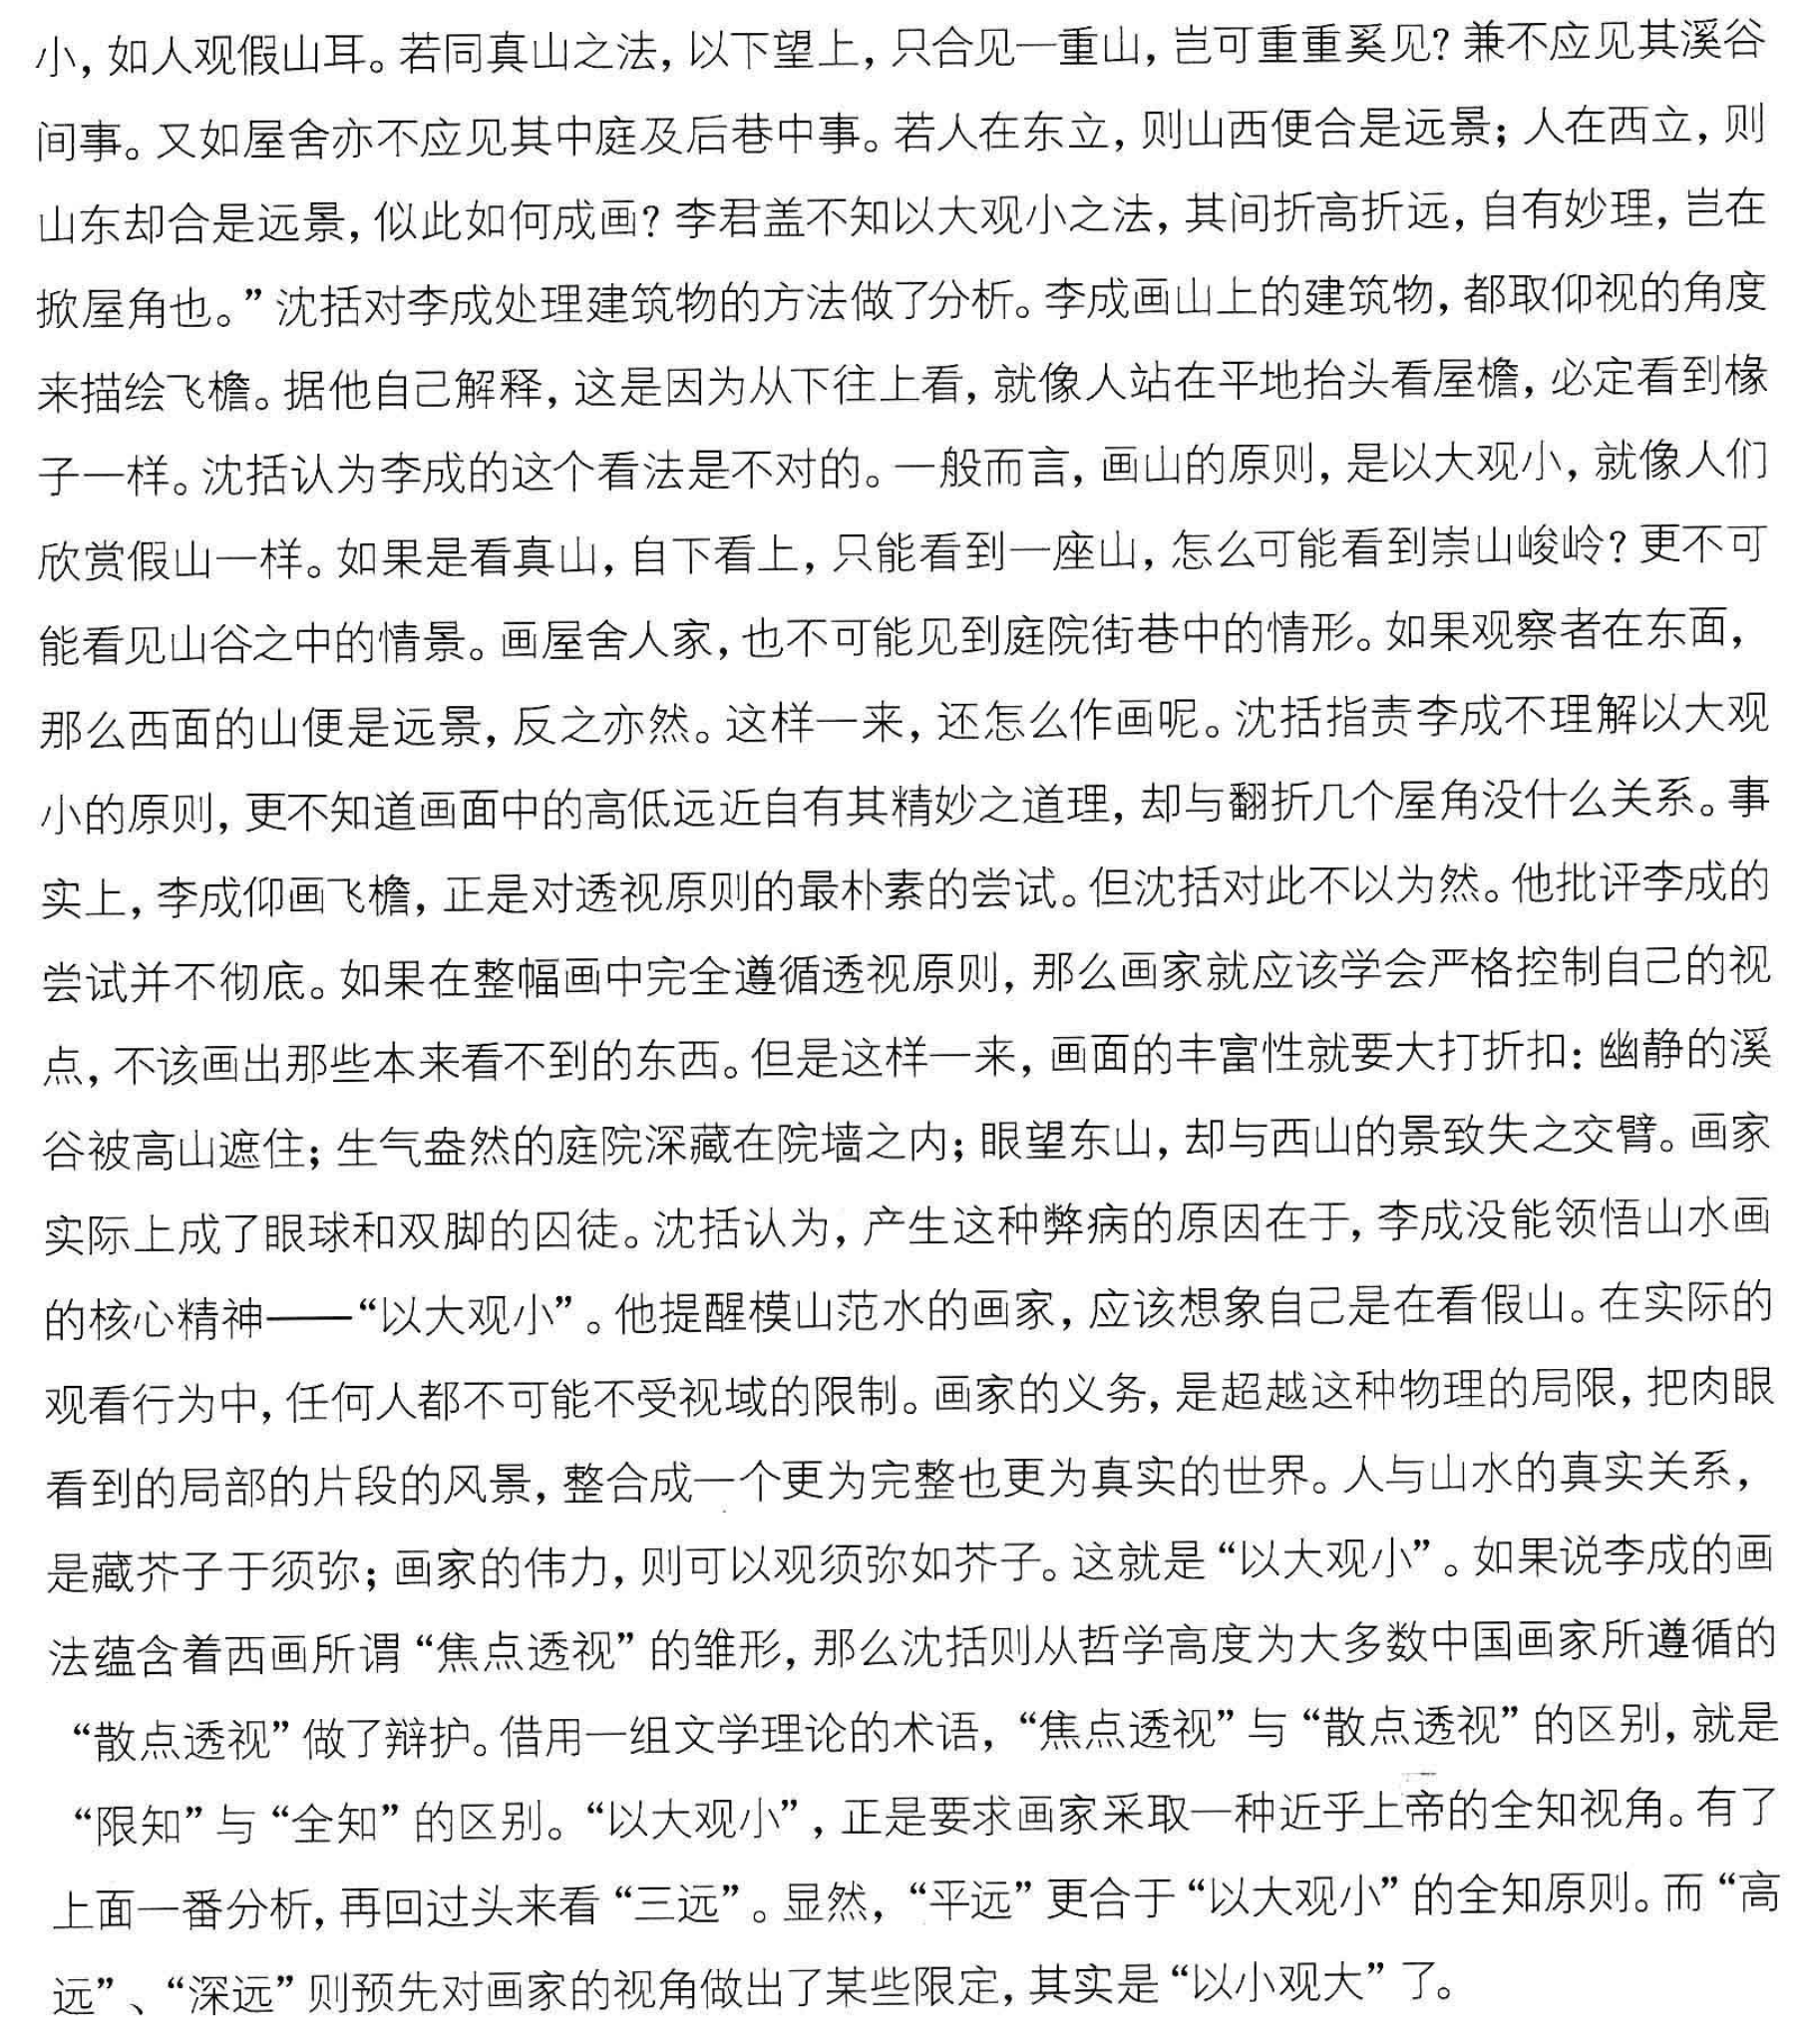 小，如人观假山耳。若同真山之法，以下望上，只合见一重山，岂可重重奚见？兼不应见其溪谷
间事。又如屋舍亦不应见其中庭及后巷中事。若人在东立，则山西便合是远景；人在西立，则
山东却合是远景，似此如何成画？李君盖不知以大观小之法，其间折高折远，自有妙理，岂在
掀屋角也。”沈括对李成处理建筑物的方法做了分析。李成画山上的建筑物，都取仰视的角度
来描绘飞檐。据他自己解释，这是因为从下往上看，就像人站在平地抬头看屋檐，必定看到椽
子一样。沈括认为李成的这个看法是不对的。一般而言，画山的原则，是以大观小，就像人们
欣赏假山一样。如果是看真山，自下看上，只能看到一座山，怎么可能看到崇山峻岭？更不可
能看见山谷之中的情景。画屋舍人家，也不可能见到庭院街巷中的情形。如果观察者在东面，
那么西面的山便是远景，反之亦然。这样一来，还怎么作画呢。沈括指责李成不理解以大观
小的原则，更不知道画面中的高低远近自有其精妙之道理，却与翻折几个屋角没什么关系。事
实上，李成仰画飞檐，正是对透视原则的最朴素的尝试。但沈括对此不以为然。他批评李成的
尝试并不彻底。如果在整幅画中完全遵循透视原则，那么画家就应该学会严格控制自己的视
点，不该画出那些本来看不到的东西。但是这样一来，画面的丰富性就要大打折扣：幽静的溪
谷被高山遮住；生气盎然的庭院深藏在院墙之内；眼望东山，却与西山的景致失之交臂。画家
实际上成了眼球和双脚的囚徒。沈括认为，产生这种弊病的原因在于，李成没能领悟山水画
的核心精神——“以大观小”。他提醒模山范水的画家，应该想象自己是在看假山。在实际的
观看行为中，任何人都不可能不受视域的限制。画家的义务，是超越这种物理的局限，把肉眼
看到的局部的片段的风景，整合成一个更为完整也更为真实的世界。人与山水的真实关系，
是藏芥子于须弥；画家的伟力，则可以观须弥如芥子。这就是“以大观小”。如果说李成的画
法蕴含着西画所谓“焦点透视”的雏形，那么沈括则从哲学高度为大多数中国画家所遵循的
“散点透视”做了辩护。借用一组文学理论的术语，“焦点透视”与“散点透视”的区别，就是
“限知”与“全知”的区别。“以大观小”，正是要求画家采取一种近乎上帝的全知视角。有了
上面一番分析，再回过头来看“三远”。显然，“平远”更合于“以大观小”的全知原则。而“高
远”、“深远”则预先对画家的视角做出了某些限定，其实是“以小观大”了。